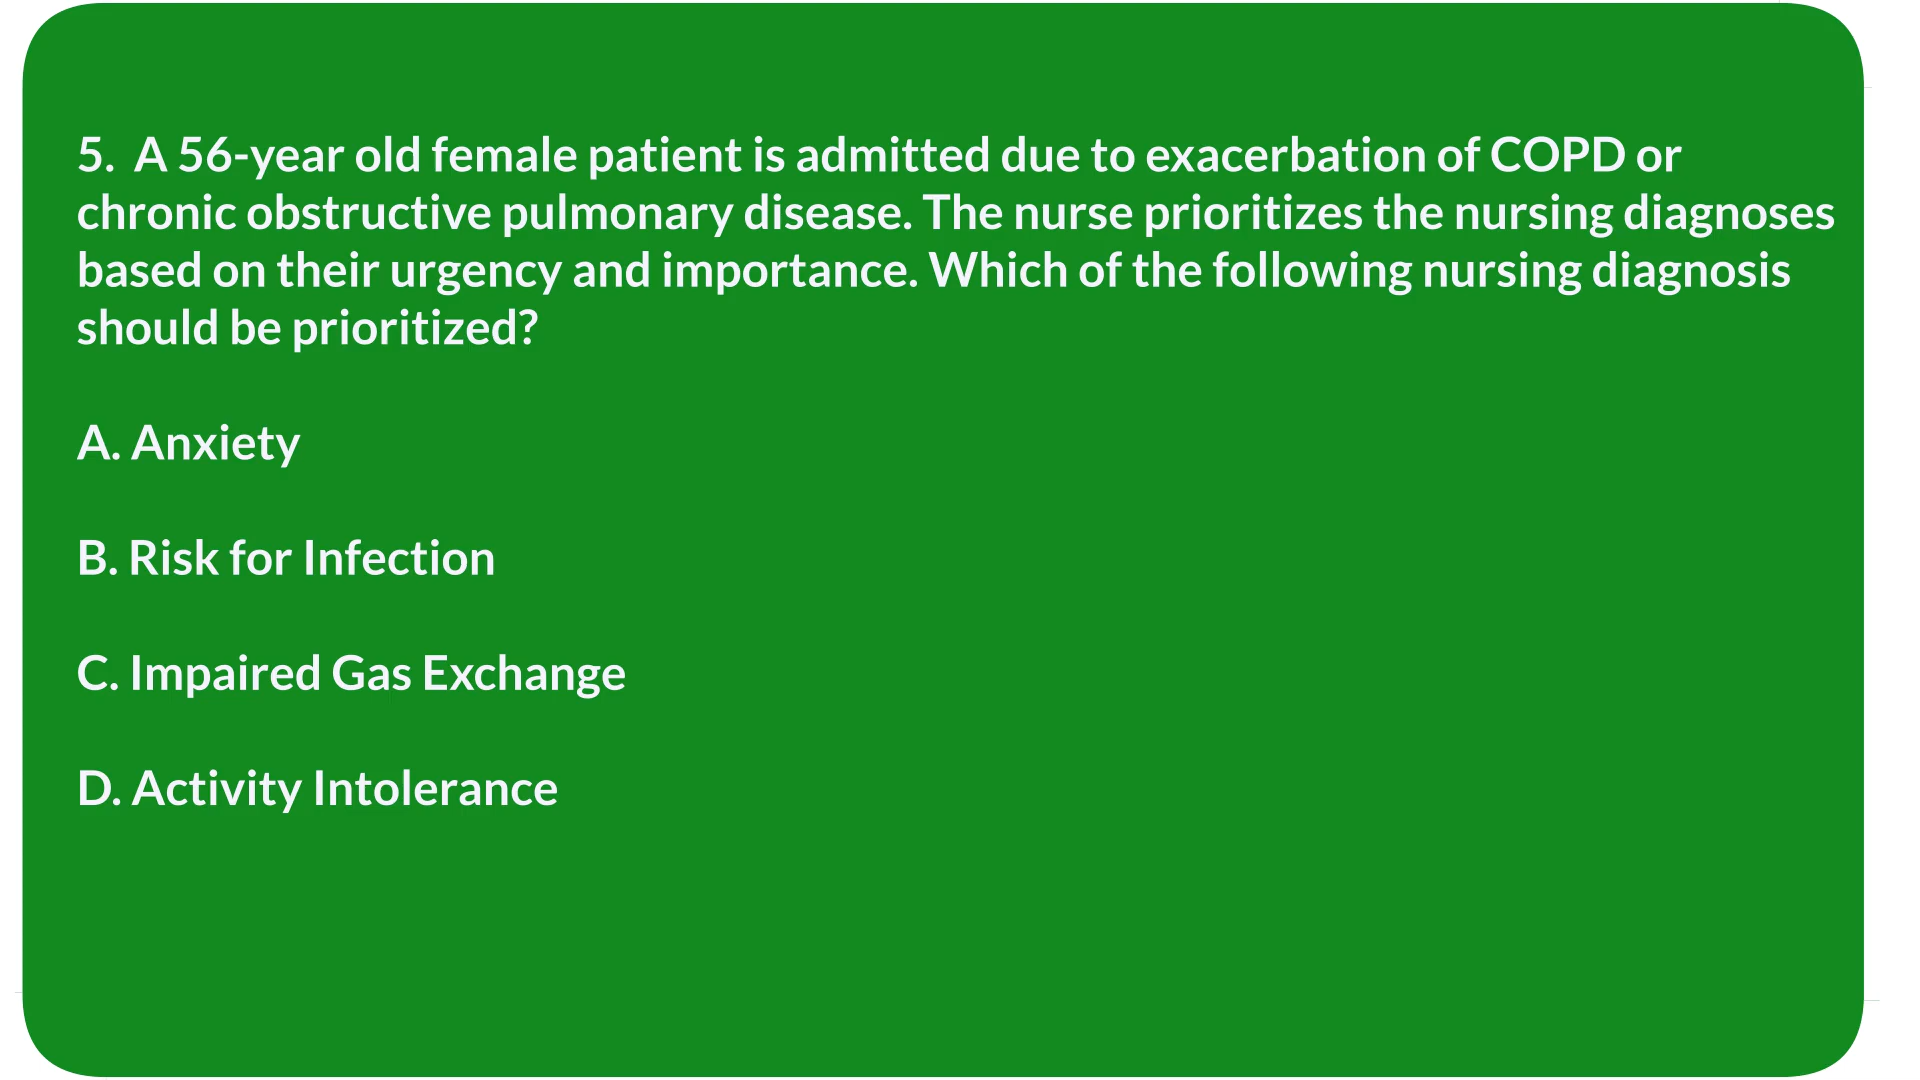 5. A 56-year old female patient is admitted due to exacerbation of COPD or
chronic obstructive pulmonary disease. The nurse prioritizes the nursing diagnoses
based on their urgency and importance. Which of the following nursing diagnosis
should be prioritized?
A. Anxiety
B. Risk for Infection
C. Impaired Gas Exchange
D. Activity Intolerance